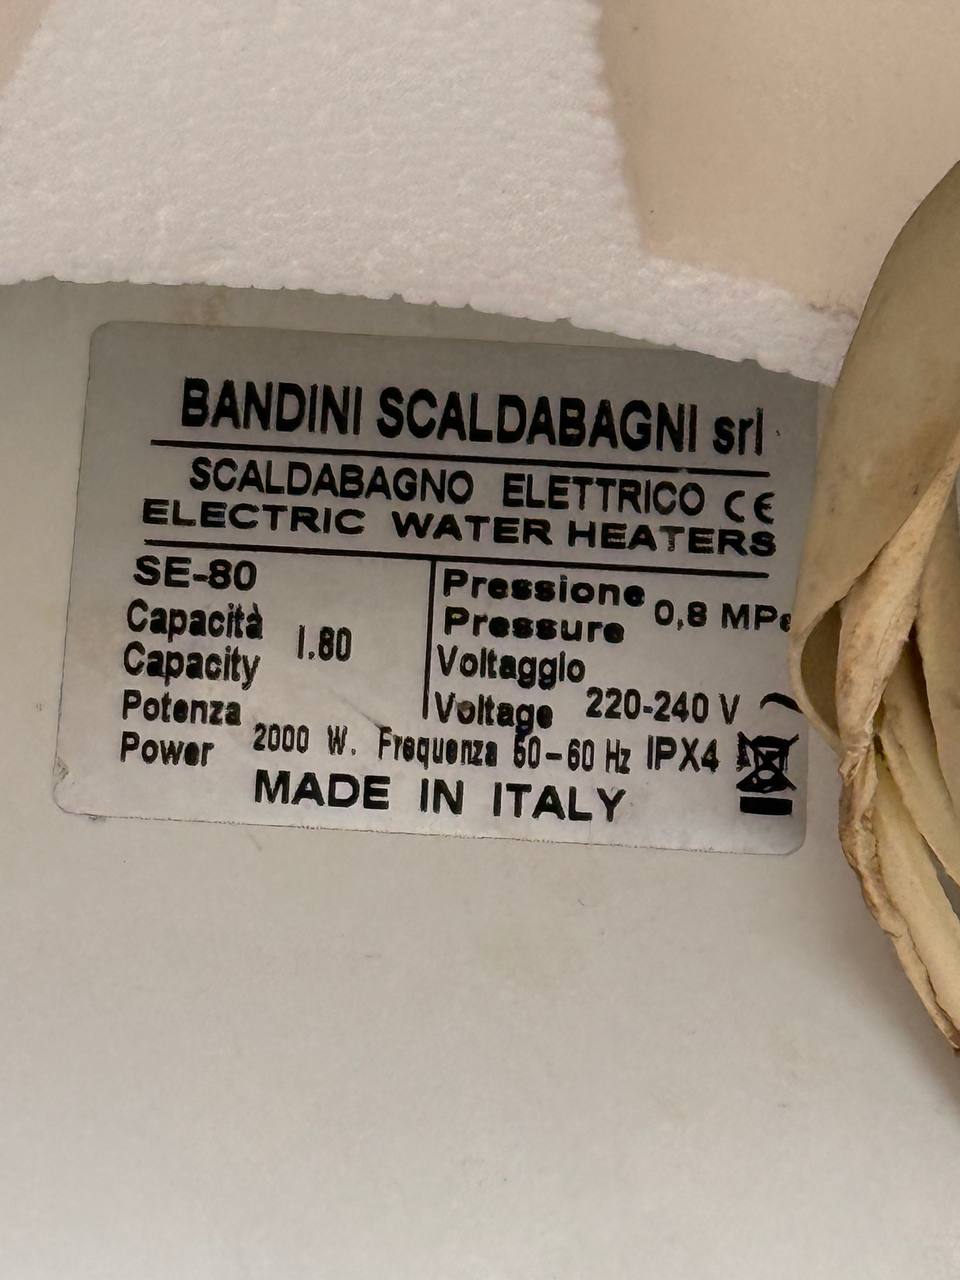 BANDINI SCALDABAGNI srl
SCALDABAGNO ELETTRICO CE
ELECTRIC WATER HEATERS
SE-80
Capacità
Capacity l.80
Pressione
Pressure 0,8 MPa
Voltaggio
Voltage 220-240 V
Potenza
Power 2000 W. Frequenza 50-60 Hz IPX4
MADE IN ITALY